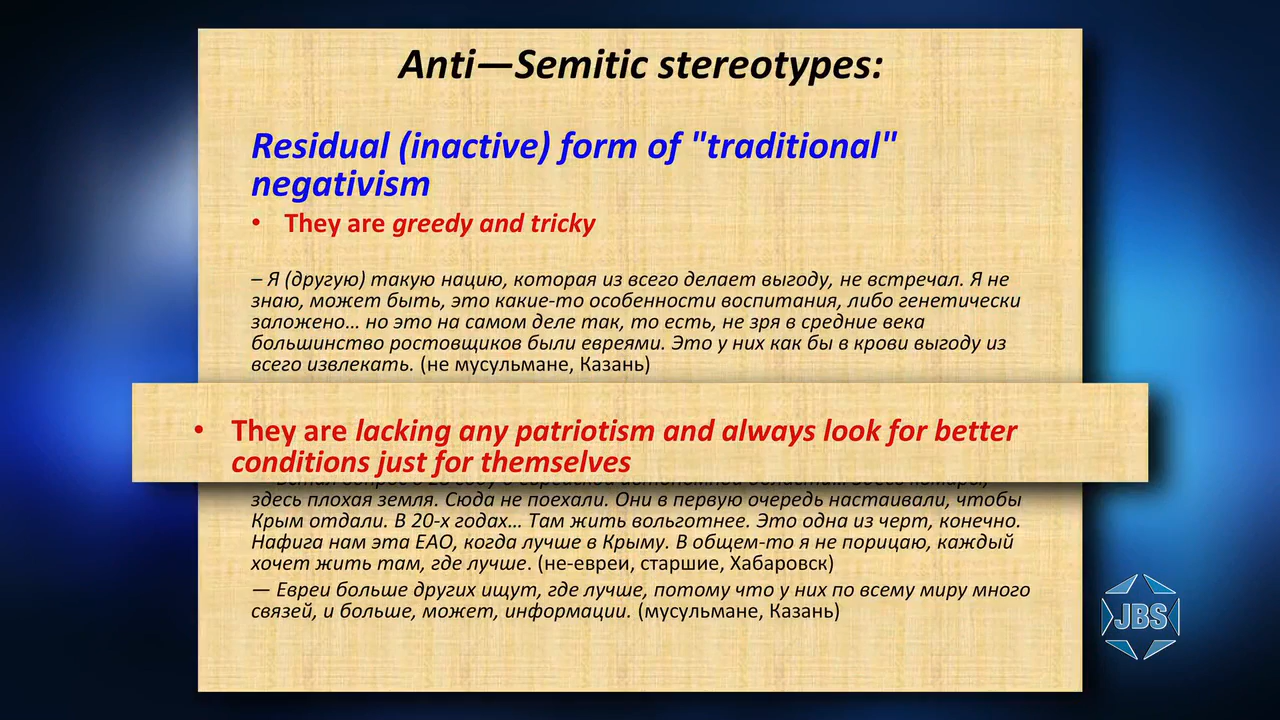 Anti—Semitic stereotypes:
Residual (inactive) form of "traditional"
negativism
• They are greedy and tricky
– Я (другую) такую нацию, которая из всего делает выгоду, не встречал. Я не
знаю, может быть, это какие-то особенности воспитания, либо генетически
заложено... но это на самом деле так, то есть, не зря в средние века
большинство ростовщиков были евреями. Это у них как бы в крови выгоду из
всего извлекать. (не мусульмане, Казань)
• They are lacking any patriotism and always look for better
conditions just for themselves
здесь плохая земля. Сюда не поехали. Они в первую очередь настаивали, чтобы
Крым отдали. В 20-х годах... Там жить вольготнее. Это одна из черт, конечно.
Нафига нам эта ЕАО, когда лучше в Крыму. В общем-то я не порицаю, каждый
хочет жить там, где лучше. (не-евреи, старшие, Хабаровск)
— Евреи больше других ищут, где лучше, потому что у них по всему миру много
связей, и больше, может, информации. (мусульмане, Казань)
JBS